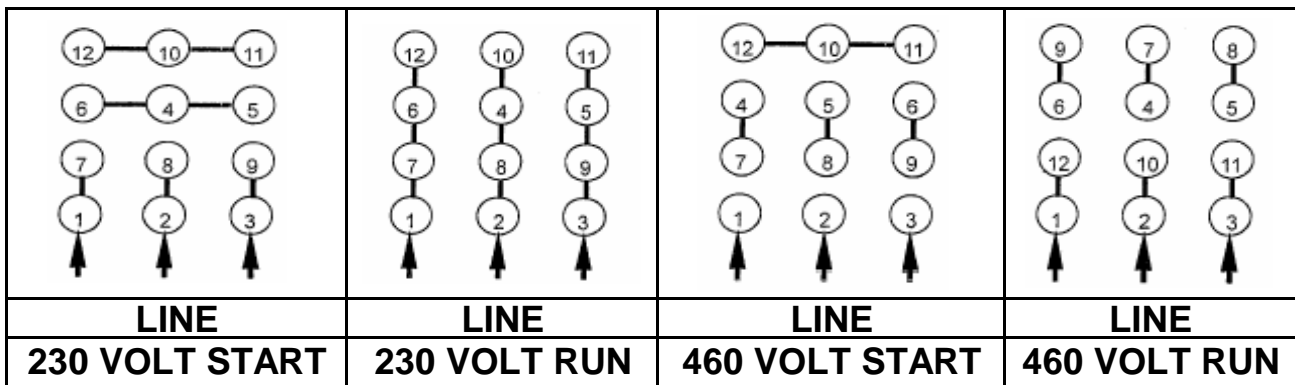 12 10 11
6 4 5
7 8 9
1 2 3
LINE
230 VOLT START
12 10 11
6 4 5
7 8 9
1 2 3
LINE
230 VOLT RUN
12 10 11
4 5 6
7 8 9
1 2 3
LINE
460 VOLT START
9 7 8
6 4 5
12 10 11
1 2 3
LINE
460 VOLT RUN